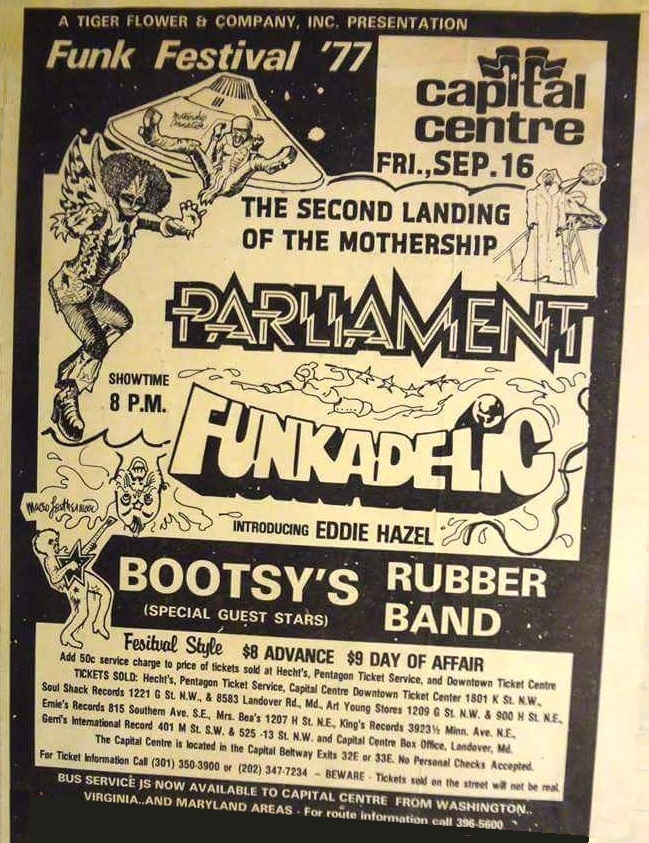 A TIGER FLOWER & COMPANY, INC. PRESENTATION
Funk Festival '77
capital
centre
FRI.,SEP.16
THE SECOND LANDING
OF THE MOTHERSHIP
PARLIAMENT
SHOWTIME
8 P.M.
FUNKADELIC
INTRODUCING EDDIE HAZEL
BOOTSY'S RUBBER
BAND
(SPECIAL GUEST STARS)
Fesitval Style $8 ADVANCE $9 DAY OF AFFAIR
Add 50c service charge to price of tickets sold at Hecht's, Pentagon Ticket Service, and Downtown Ticket Centre
TICKETS SOLD: Hecht's, Pentagon Ticket Service, Capital Centre Downtown Ticket Center 1801 K St. N.W.,
Soul Shack Records 1221 G St. N.W., & 8583 Landover Rd., Md., Art Young Stores 1209 G St. N.W. & 900 H St. N.E.,
Ernie's Records 815 Southern Ave. S.E., Mrs. Bea's 1207 H St. N.E., King's Records 3923½ Minn. Ave. N.E.,
Gem's International Record 401 M St. S.W. & 525 -13 St. N.W. and Capital Centre Box Office, Landover, Md.
The Capital Centre is located in the Capital Beltway Exits 32E or 33E. No Personal Checks Accepted.
For Ticket Information Call (301) 350-3900 or (202) 347-7234 – BEWARE - Tickets sold on the street will not be real.
BUS SERVICE IS NOW AVAILABLE TO CAPITAL CENTRE FROM WASHINGTON..
VIRGINIA..AND MARYLAND AREAS - For route information call 396-5600